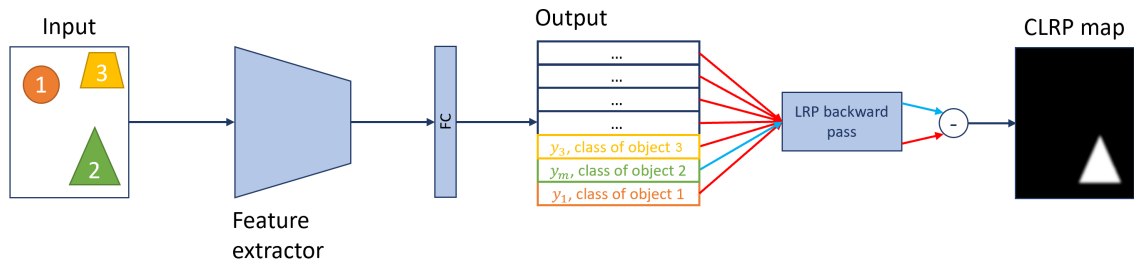 Input
1
3
2
Feature
extractor
FC
Output
...
...
...
...
y₃, class of object 3
yₘ, class of object 2
y₁, class of object 1
LRP backward
pass
-
CLRP map